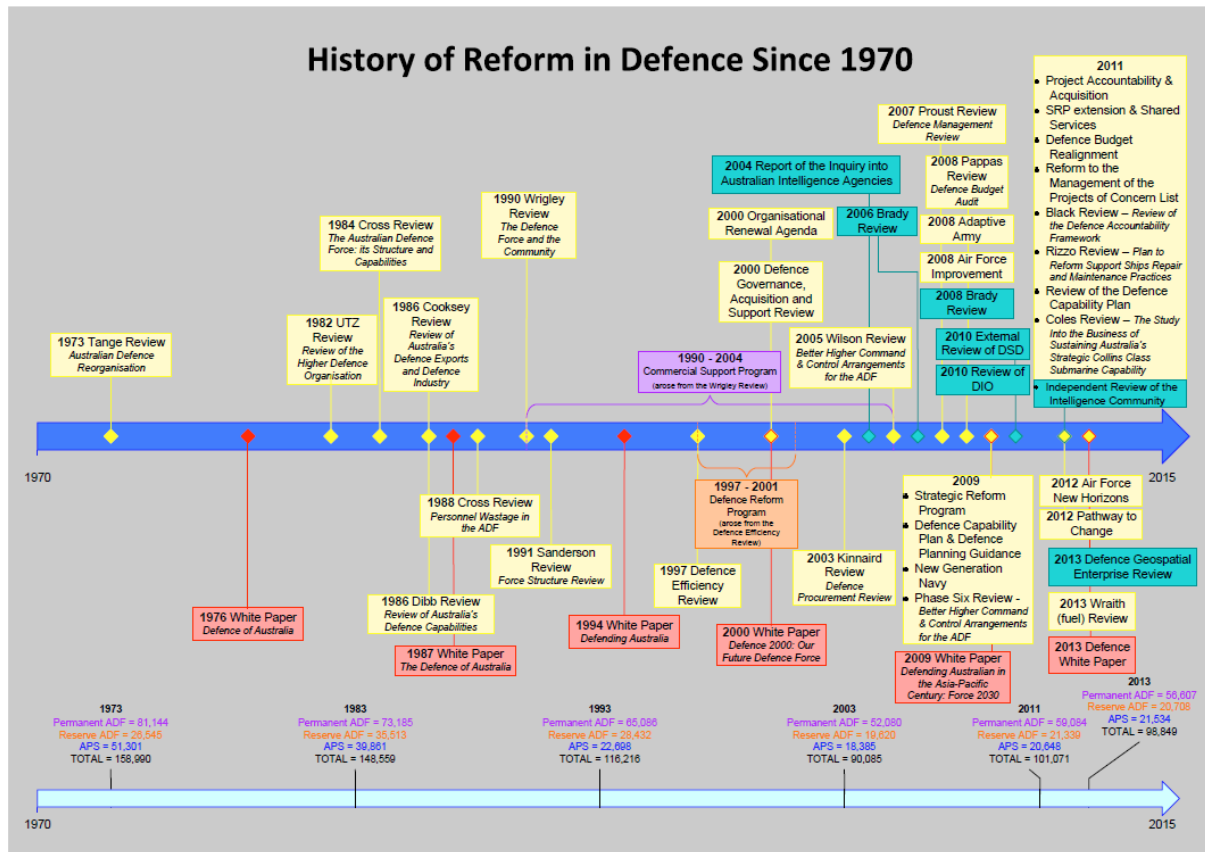 History of Reform in Defence Since 1970
1973 Tange Review
Australian Defence
Reorganisation
1982 UTZ
Review
Review of the
Higher Defence
Organisation
1984 Cross Review
The Australian Defence
Force: its Structure and
Capabilities
1986 Cooksey
Review
Review of
Australia's
Defence Exports
and Defence
Industry
1990 Wrigley
Review
The Defence
Force and the
Community
1990 - 2004
Commercial Support Program
(arose from the Wrigley Review)
2004 Report of the Inquiry into
Australian Intelligence Agencies
2000 Organisational
Renewal Agenda
2000 Defence
Governance,
Acquisition and
Support Review
2005 Wilson Review
Better Higher Command
& Control Arrangements
for the ADF
2006 Brady
Review
2007 Proust Review
Defence Management
Review
2008 Pappas
Review
Defence Budget
Audit
2008 Adaptive
Army
2008 Air Force
Improvement
2008 Brady
Review
2010 External
Review of DSD
2010 Review of
DIO
2011
• Project Accountability &
Acquisition
• SRP extension & Shared
Services
• Defence Budget
Realignment
• Reform to the
Management of the
Projects of Concern List
• Black Review – Review of
the Defence Accountability
Framework
• Rizzo Review – Plan to
Reform Support Ships Repair
and Maintenance Practices
• Review of the Defence
Capability Plan
• Coles Review – The Study
Into the Business of
Sustaining Australia's
Strategic Collins Class
Submarine Capability
• Independent Review of the
Intelligence Community
1970
2015
1976 White Paper
Defence of Australia
1986 Dibb Review
Review of Australia's
Defence Capabilities
1987 White Paper
The Defence of Australia
1988 Cross Review
Personnel Wastage in
the ADF
1991 Sanderson
Review
Force Structure Review
1994 White Paper
Defending Australia
1997 Defence
Efficiency
Review
1997 - 2001
Defence Reform
Program
(arose from the
Defence Efficiency
Review)
2000 White Paper
Defence 2000: Our
Future Defence Force
2003 Kinnaird
Review
Defence
Procurement Review
2009
• Strategic Reform
Program
• Defence Capability
Plan & Defence
Planning Guidance
• New Generation
Navy
• Phase Six Review -
Better Higher Command
& Control Arrangements
for the ADF
2009 White Paper
Defending Australian in
the Asia-Pacific
Century: Force 2030
2012 Air Force
New Horizons
2012 Pathway to
Change
2013 Defence Geospatial
Enterprise Review
2013 Wraith
(fuel) Review
2013 Defence
White Paper
1973
Permanent ADF = 81,144
Reserve ADF = 26,545
APS = 51,301
TOTAL = 158,990
1983
Permanent ADF = 73,185
Reserve ADF = 35,513
APS = 39,861
TOTAL = 148,559
1993
Permanent ADF = 65,086
Reserve ADF = 28,432
APS = 22,698
TOTAL = 116,216
2003
Permanent ADF = 52,080
Reserve ADF = 19,620
APS = 18,385
TOTAL = 90,085
2011
Permanent ADF = 59,084
Reserve ADF = 21,339
APS = 20,648
TOTAL = 101,071
2013
Permanent ADF = 56,607
Reserve ADF = 20,708
APS = 21,534
TOTAL = 98,849
1970
2015